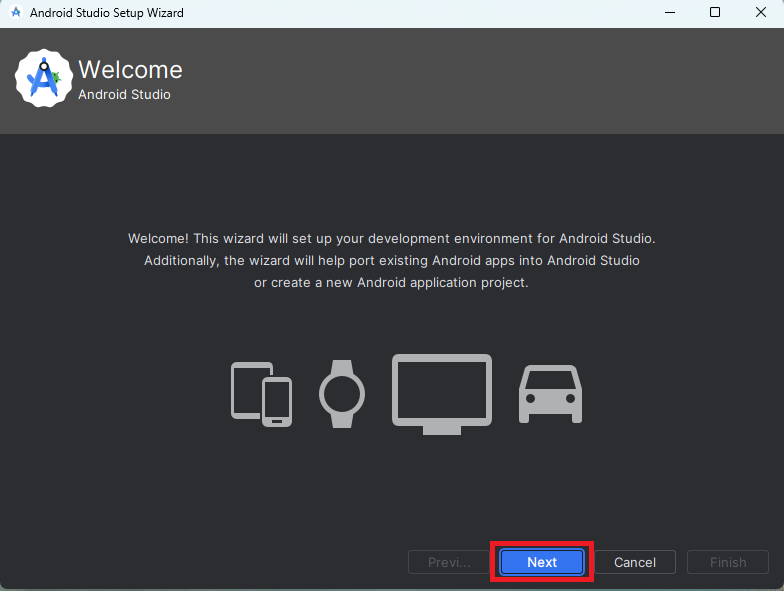 Android Studio Setup Wizard
Welcome
Android Studio
Welcome! This wizard will set up your development environment for Android Studio.
Additionally, the wizard will help port existing Android apps into Android Studio
or create a new Android application project.
Previ... Next Cancel Finish